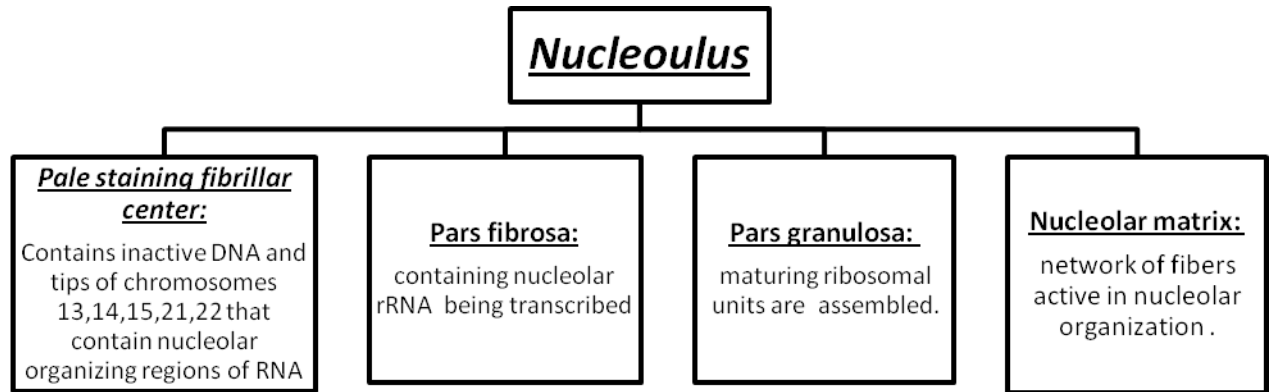 Nucleoulus
Pale staining fibrillar
center:
Contains inactive DNA and
tips of chromosomes
13,14,15,21,22 that
contain nucleolar
organizing regions of RNA
Pars fibrosa:
containing nucleolar
rRNA being transcribed
Pars granulosa:
maturing ribosomal
units are assembled.
Nucleolar matrix:
network of fibers
active in nucleolar
organization .